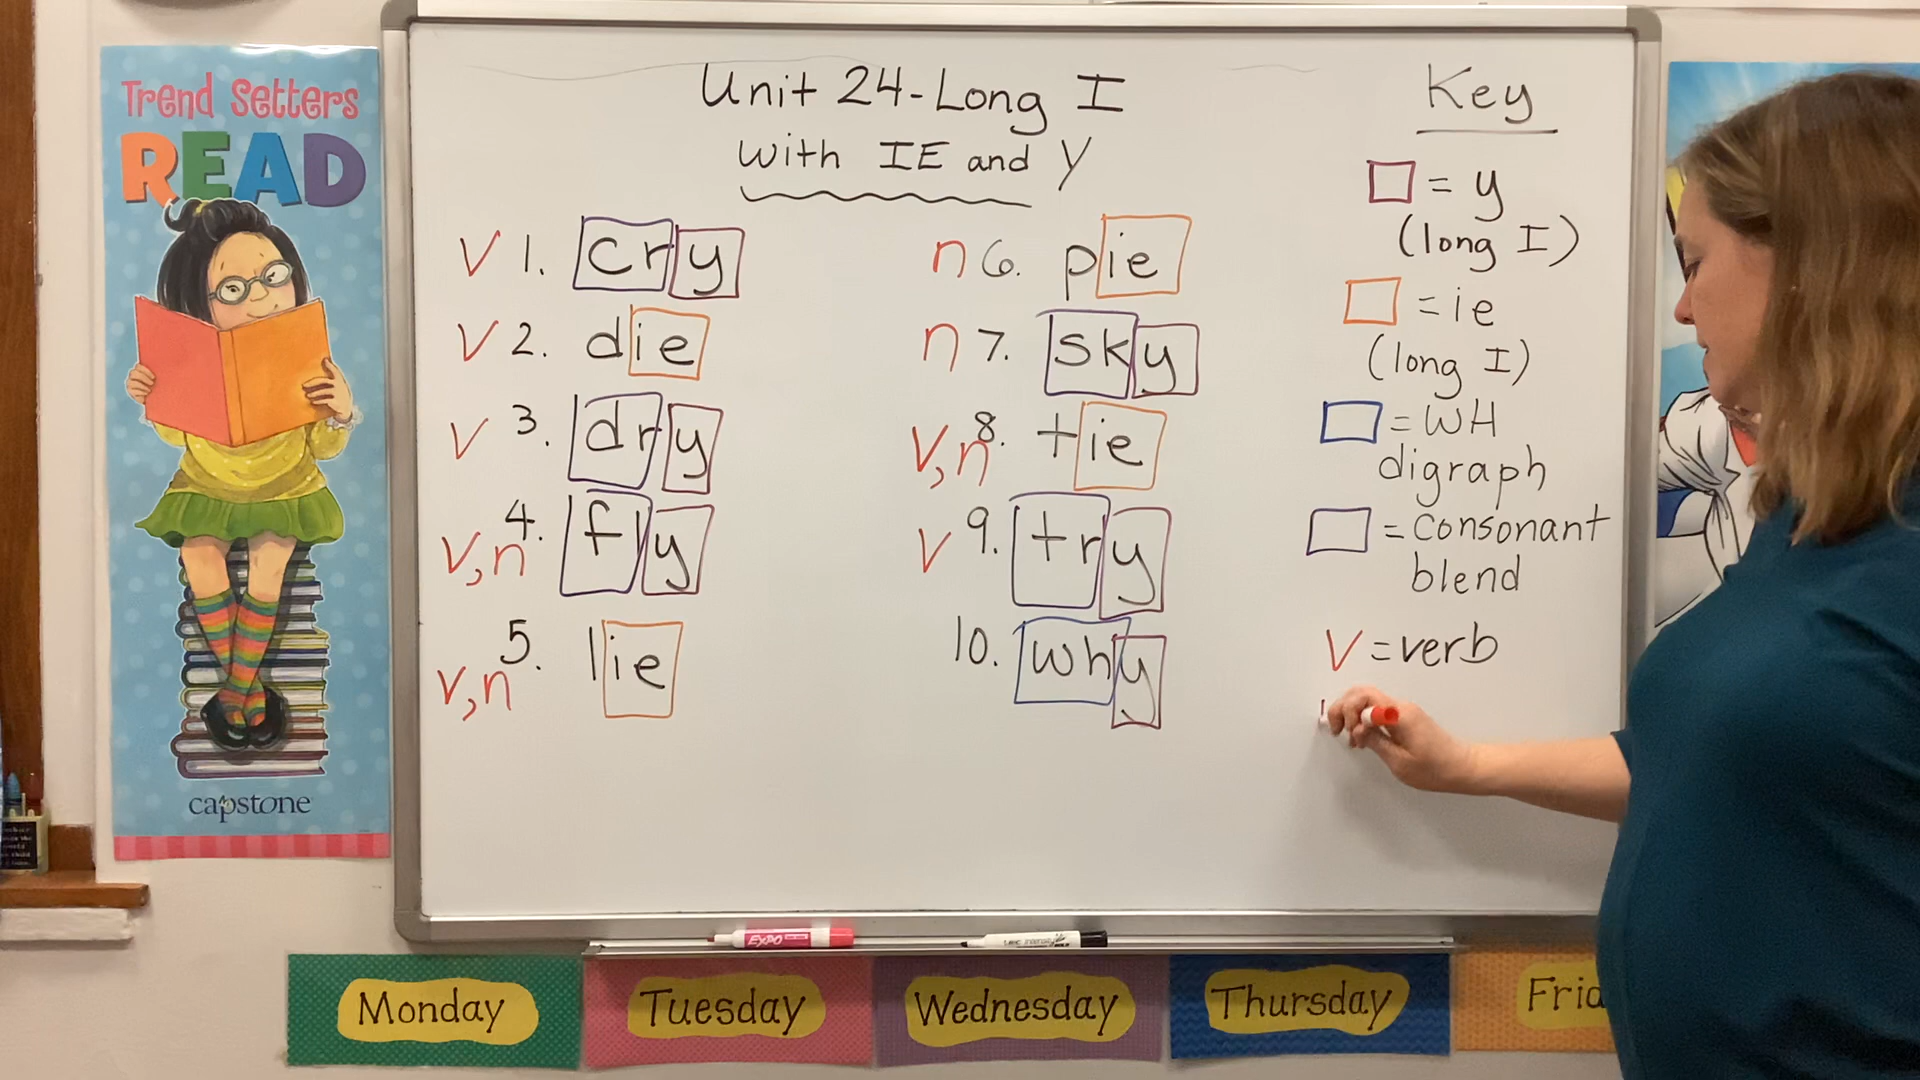 Trend Setters
READ
capstone
Unit 24-Long I
with IE and Y
V 1. cry
V 2. die
V 3. dry
V,n 4. fly
V,n 5. lie
n 6. pie
n 7. sky
V,n 8. tie
V 9. try
10. why
Key
= y
(long I)
= ie
(long I)
= WH
digraph
= consonant
blend
V = verb
EXPO
Monday
Tuesday
Wednesday
Thursday